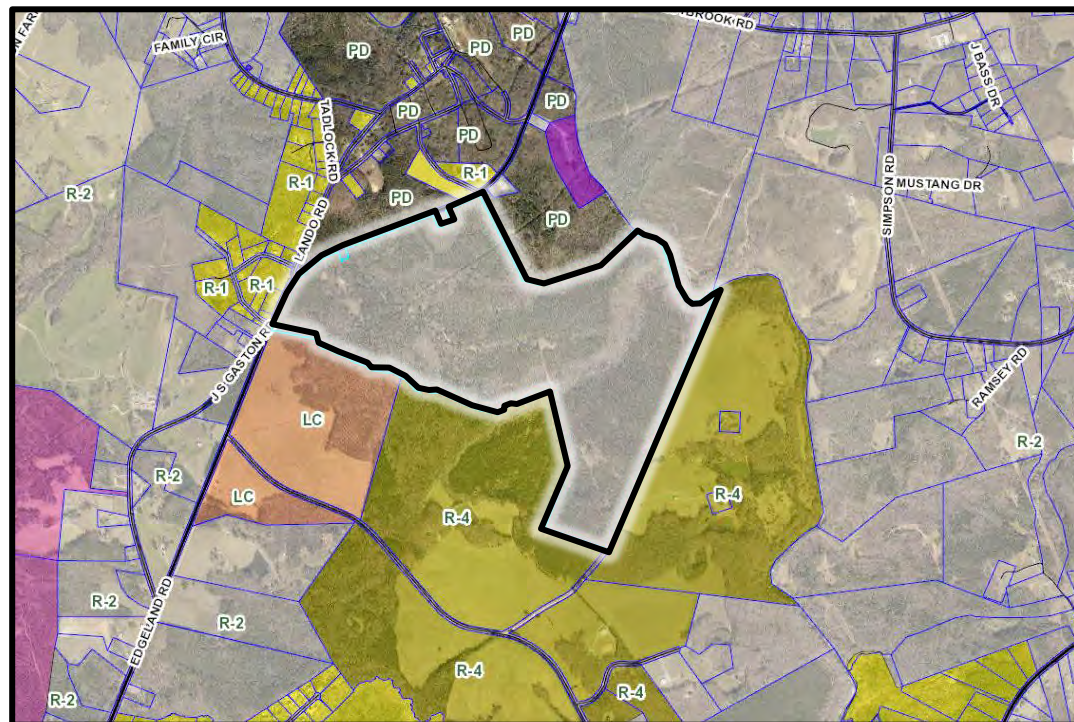 FAMILY CIR
PD
PD
PD
BROOK RD
J BASS DR
TADLOCK RD
PD
PD
PD
SIMPSON RD
R-2
R-1
R-1
MUSTANG DR
PD
PD
LANDO RD
R-1
R-1
J S GASTON R
RAMSEY RD
LC
R-2
R-2
LC
R-4
R-4
EDGELAND RD
R-2
R-2
R-4
R-4
R-2